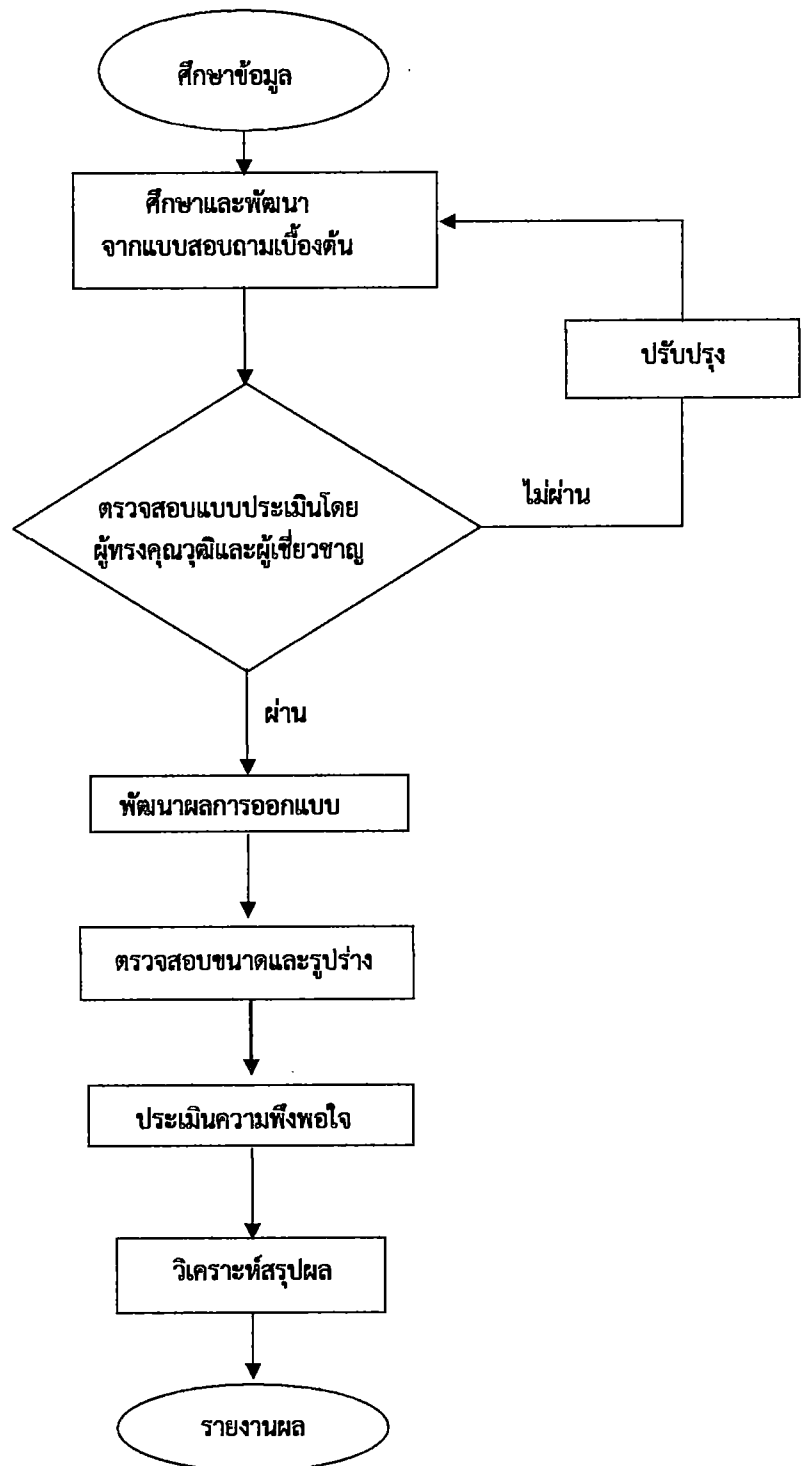 ศึกษาข้อมูล
ศึกษาและพัฒนา
จากแบบสอบถามเบื้องต้น
ปรับปรุง
ตรวจสอบแบบประเมินโดย
ผู้ทรงคุณวุฒิและผู้เชี่ยวชาญ
ไม่ผ่าน
ผ่าน
พัฒนาผลการออกแบบ
ตรวจสอบขนาดและรูปร่าง
ประเมินความพึงพอใจ
วิเคราะห์สรุปผล
รายงานผล